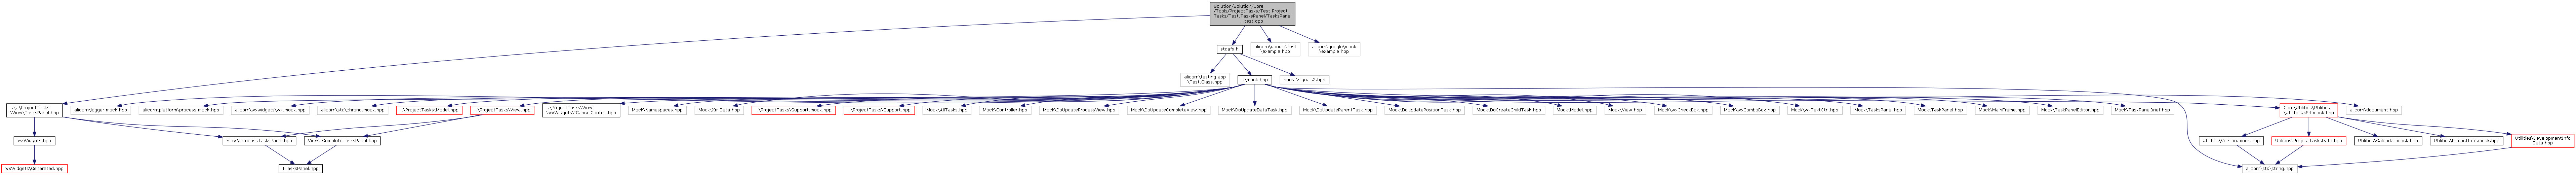 Solution/Solution/Core
/Tools/ProjectTasks/Test.Project
Tasks/Test.TasksPanel/TasksPanel
_test.cpp
stdafx.h
alicorn\google\test
\example.hpp
alicorn\google\mock
\example.hpp
alicorn\testing.app
\Test.Class.hpp
..\mock.hpp
boost\signals2.hpp
..\..\ProjectTasks
\View\TasksPanel.hpp
alicorn\logger.mock.hpp
alicorn\platform\process.mock.hpp
alicorn\wxwidgets\wx.mock.hpp
alicorn\std\chrono.mock.hpp
..\ProjectTasks\Model.hpp
..\ProjectTasks\View.hpp
..\ProjectTasks\View
\wxWidgets\ICancelControl.hpp
Mock\Namespaces.hpp
Mock\XmlData.hpp
..\ProjectTasks\Support.mock.hpp
..\ProjectTasks\Support.hpp
Mock\AllTasks.hpp
Mock\Controller.hpp
Mock\DoUpdateProcessView.hpp
Mock\DoUpdateCompleteView.hpp
Mock\DoUpdateDataTask.hpp
Mock\DoUpdateParentTask.hpp
Mock\DoUpdatePositionTask.hpp
Mock\DoCreateChildTask.hpp
Mock\Model.hpp
Mock\View.hpp
Mock\wxCheckBox.hpp
Mock\wxComboBox.hpp
Mock\wxTextCtrl.hpp
Mock\TasksPanel.hpp
Mock\TaskPanel.hpp
Mock\MainFrame.hpp
Mock\TaskPanelEditor.hpp
Mock\TaskPanelBrief.hpp
Core\Utilities\Utilities
\Utilities.x64.mock.hpp
alicorn\document.hpp
wxWidgets.hpp
View\IProcessTasksPanel.hpp
View\ICompleteTasksPanel.hpp
Utilities\Version.mock.hpp
Utilities\ProjectTasksData.hpp
Utilities\Calendar.mock.hpp
Utilities\ProjectInfo.mock.hpp
Utilities\DevelopmentInfo
Data.hpp
wxWidgets\Generated.hpp
ITasksPanel.hpp
alicorn\std\string.hpp